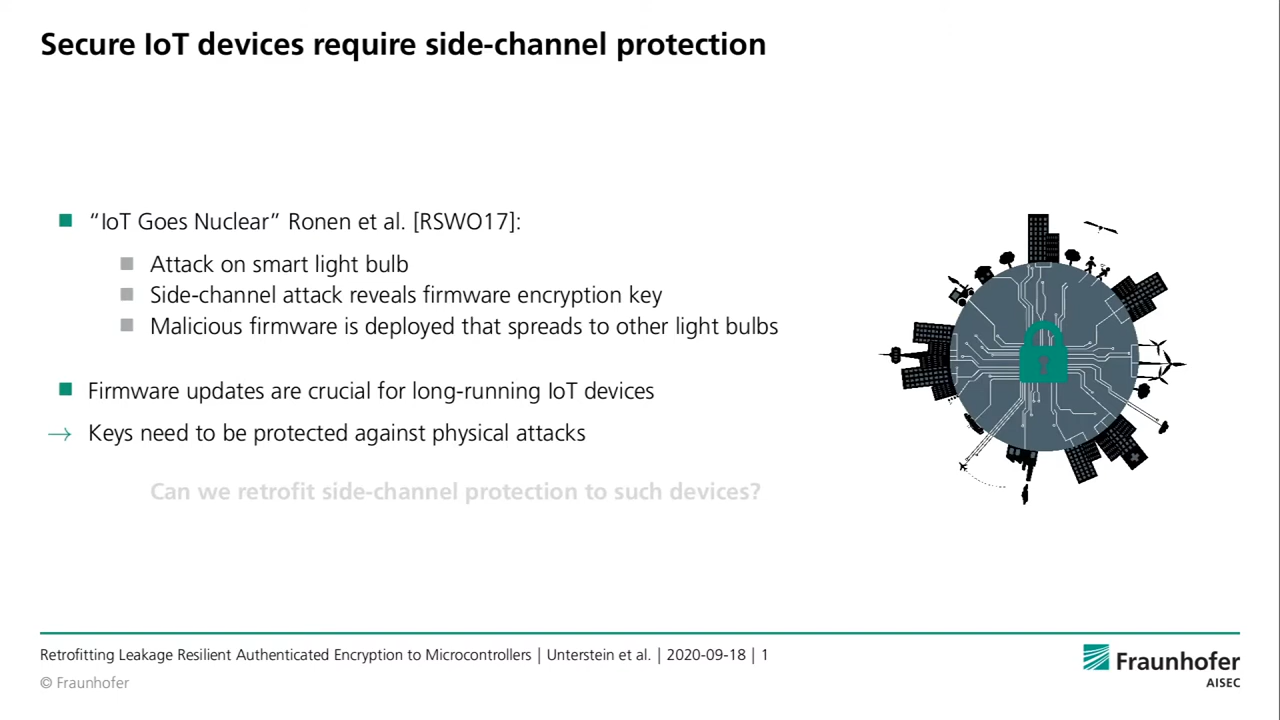 Secure IoT devices require side-channel protection
“IoT Goes Nuclear” Ronen et al. [RSWO17]:
Attack on smart light bulb
Side-channel attack reveals firmware encryption key
Malicious firmware is deployed that spreads to other light bulbs
Firmware updates are crucial for long-running IoT devices
→ Keys need to be protected against physical attacks
Can we retrofit side-channel protection to such devices?
Retrofitting Leakage Resilient Authenticated Encryption to Microcontrollers | Unterstein et al. | 2020-09-18 | 1
© Fraunhofer
Fraunhofer
AISEC